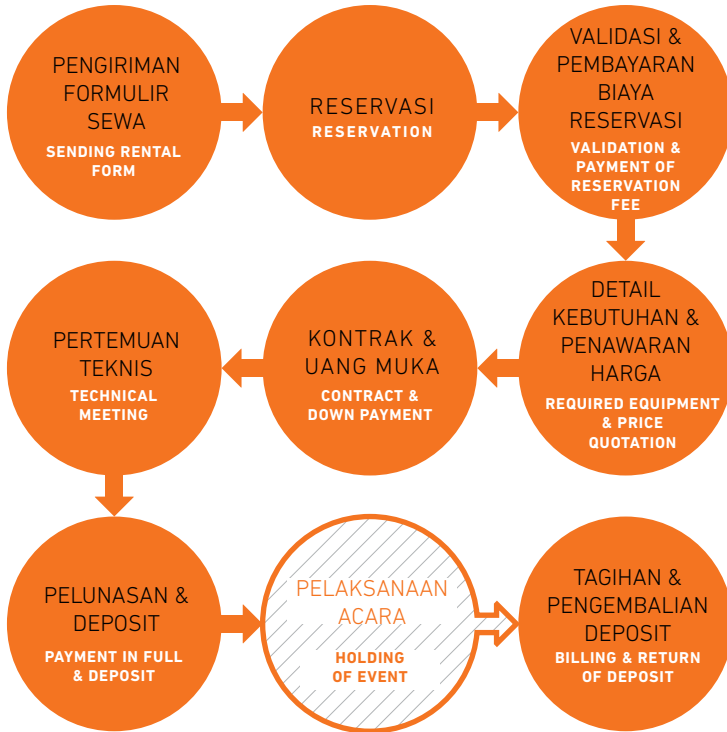 PENGIRIMAN
FORMULIR
SEWA
SENDING RENTAL
FORM
RESERVASI
RESERVATION
VALIDASI &
PEMBAYARAN
BIAYA
RESERVASI
VALIDATION &
PAYMENT OF
RESERVATION
FEE
DETAIL
KEBUTUHAN &
PENAWARAN
HARGA
REQUIRED EQUIPMENT
& PRICE
QUOTATION
KONTRAK &
UANG MUKA
CONTRACT &
DOWN PAYMENT
PERTEMUAN
TEKNIS
TECHNICAL
MEETING
PELUNASAN &
DEPOSIT
PAYMENT IN FULL
& DEPOSIT
PELAKSANAAN
ACARA
HOLDING
OF EVENT
TAGIHAN &
PENGEMBALIAN
DEPOSIT
BILLING & RETURN
OF DEPOSIT